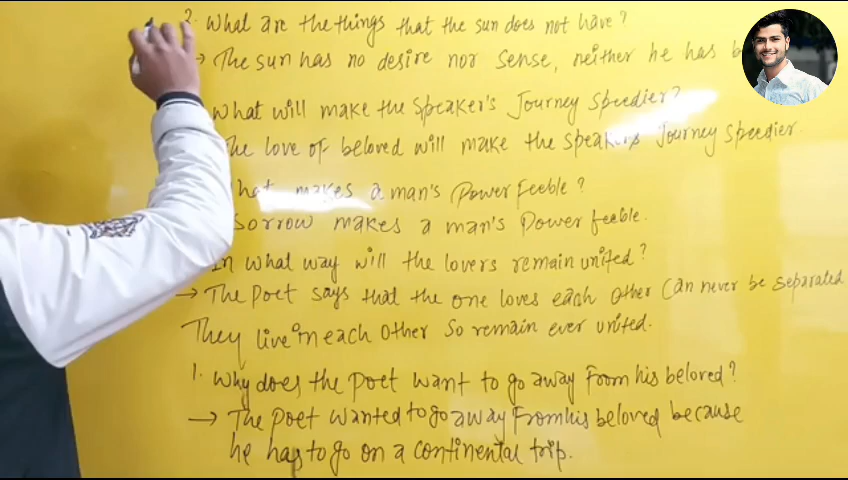 2. What are the things that the sun does not have?
→ The sun has no desire nor sense, neither he has
What will make the speaker's Journey speedier?
The love of beloved will make the speakers Journey speedier.
What makes a man's power feeble?
Sorrow makes a man's power feeble.
In what way will the lovers remain united?
→ The poet says that the one loves each other can never be separated
They live in each other so remain ever united.
1. Why does the poet want to go away from his beloved?
→ The poet wanted to go away from his beloved because
he has to go on a continental trip.